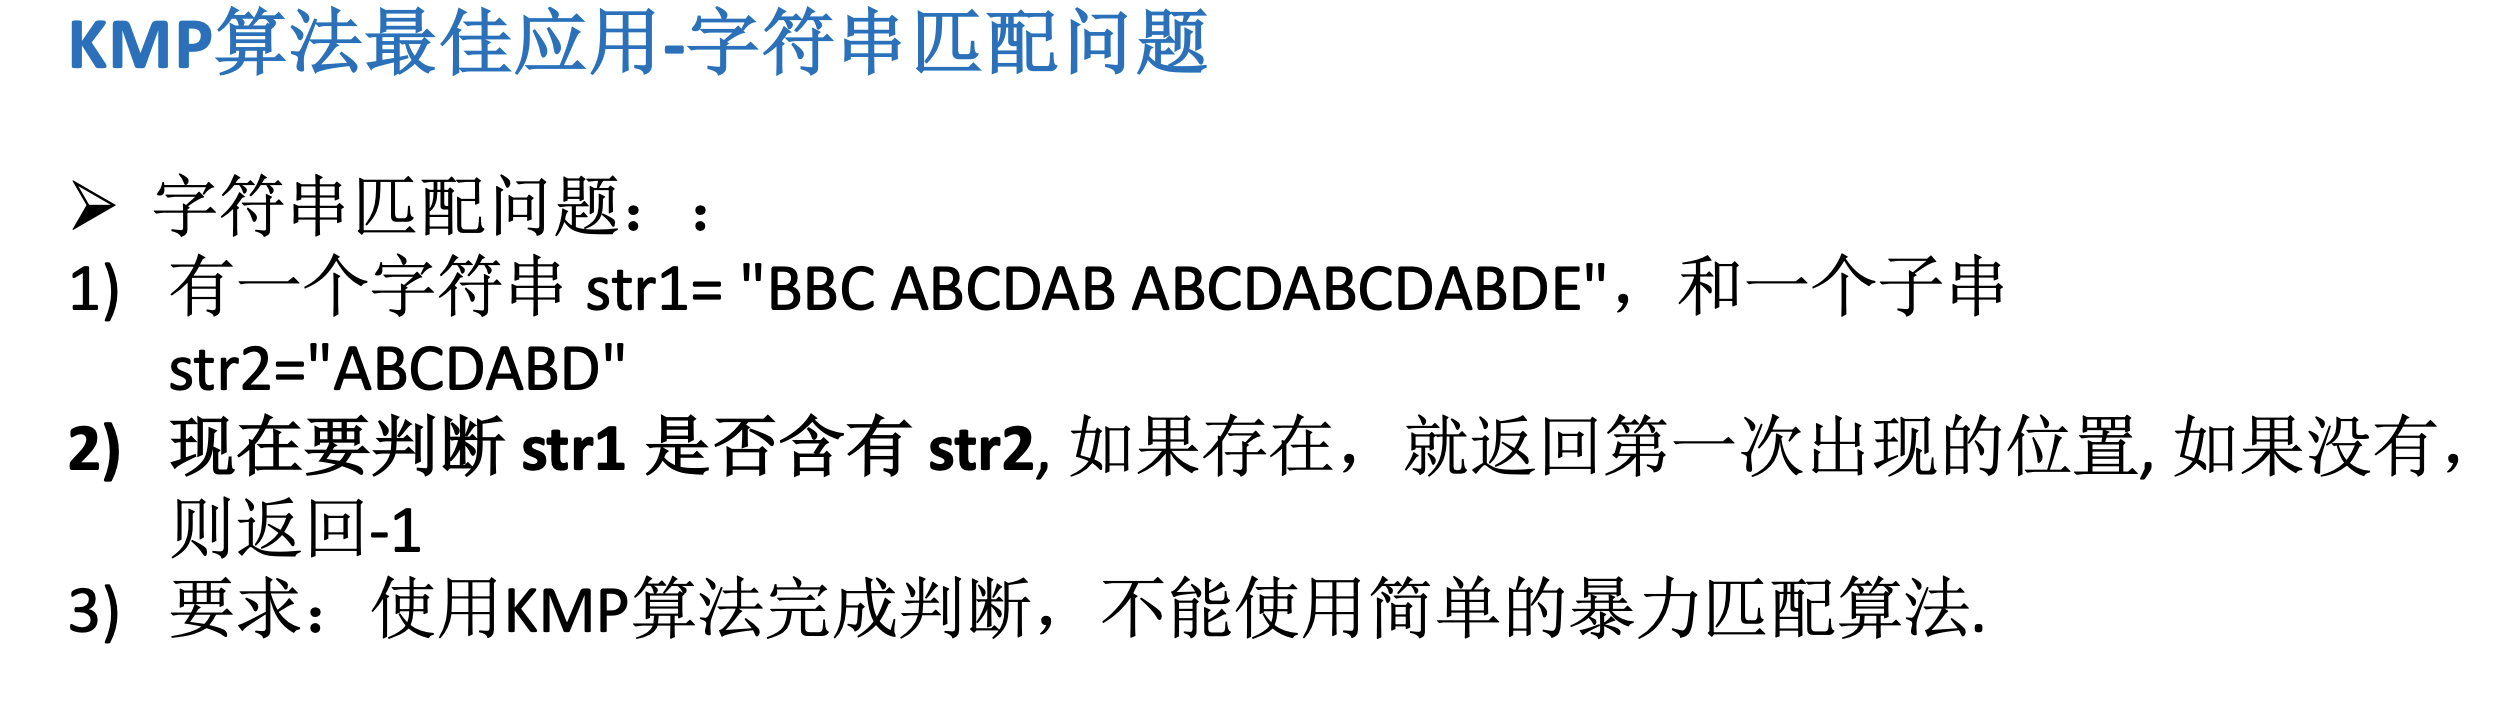 KMP算法最佳应用-字符串匹配问题
➢ 字符串匹配问题：：
1) 有一个字符串 str1= "BBC ABCDAB ABCDABCDABDE"，和一个子串
str2="ABCDABD"
2) 现在要判断 str1 是否含有 str2, 如果存在，就返回第一次出现的位置, 如果没有，
则返回-1
3) 要求：使用KMP算法完成判断，不能使用简单的暴力匹配算法.